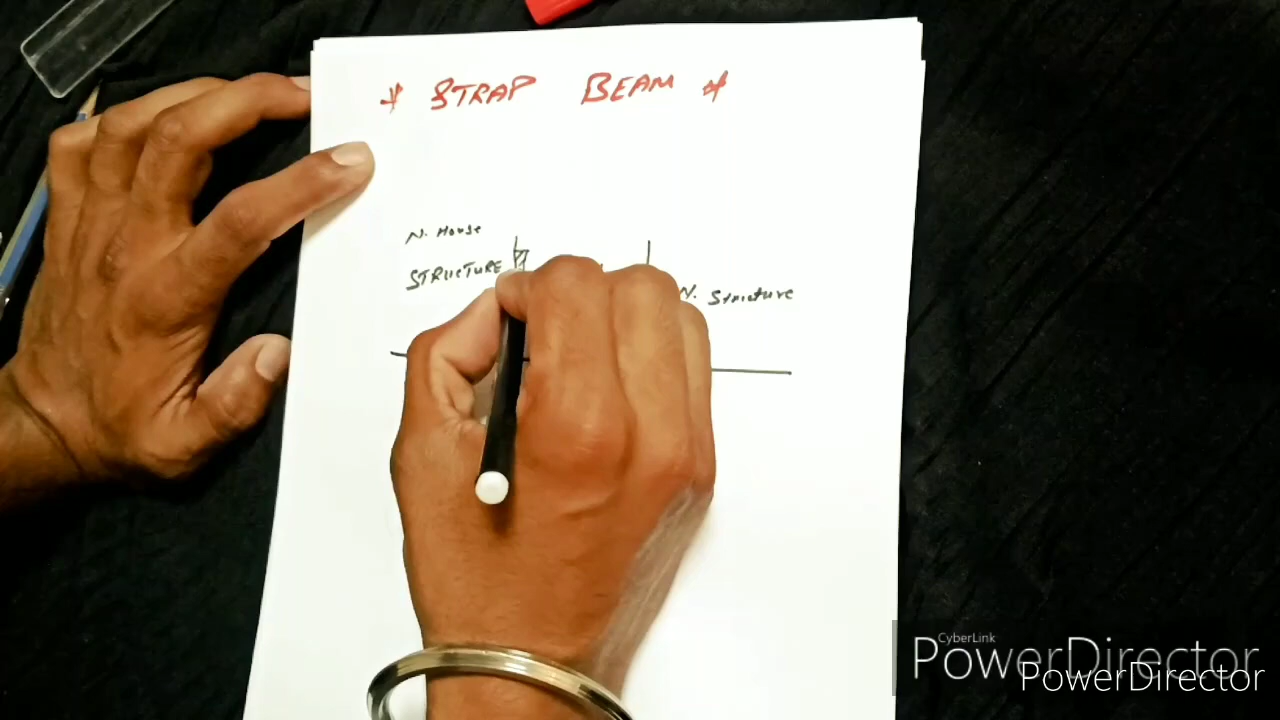 * STRAP BEAM *
N. House
STRUCTURE
N. Structure
CyberLink
PowerDirector
PowerDirector